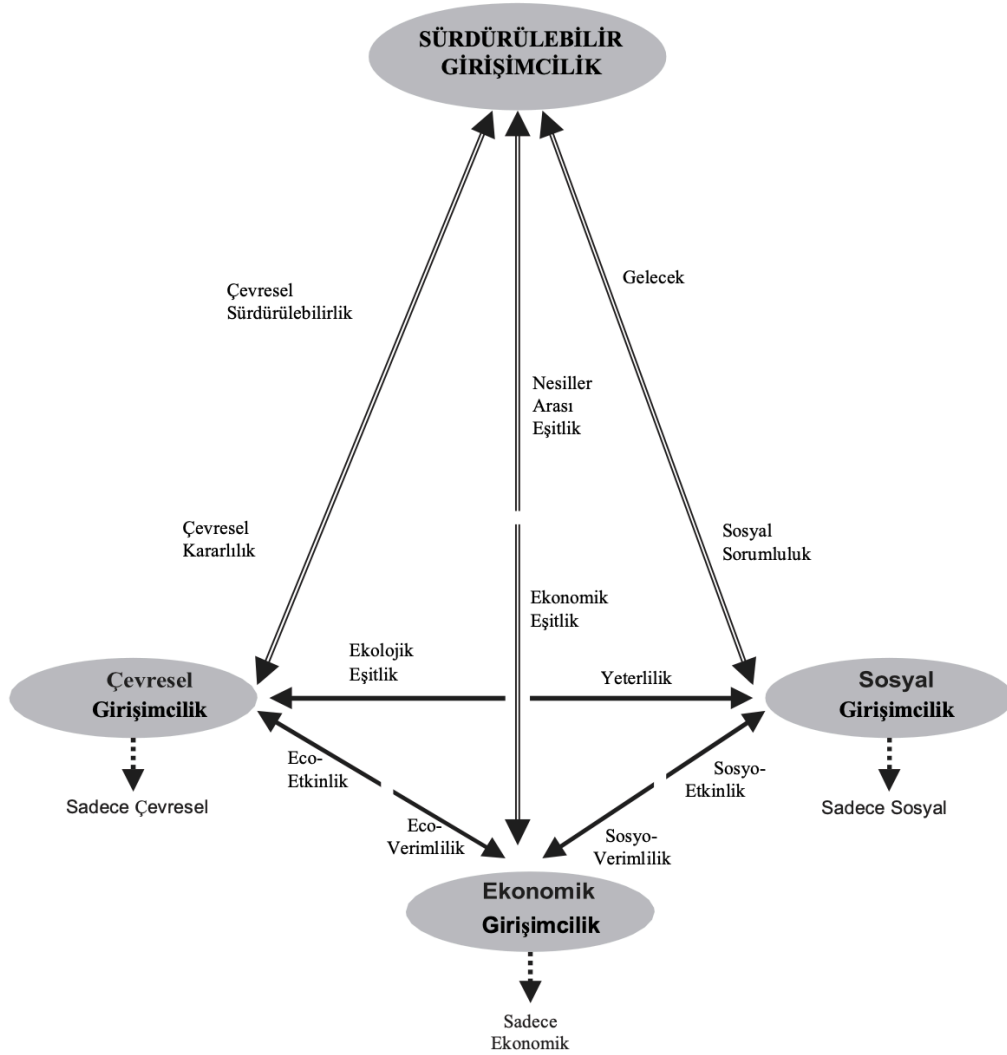 SÜRDÜRÜLEBİLİR
GİRİŞİMCİLİK
Çevresel
Sürdürülebilirlik
Gelecek
Nesiller
Arası
Eşitlik
Çevresel
Kararlılık
Sosyal
Sorumluluk
Ekonomik
Eşitlik
Ekolojik
Eşitlik
Yeterlilik
Çevresel
Girişimcilik
Sosyal
Girişimcilik
Eco-
Etkinlik
Sosyo-
Etkinlik
Sadece Çevresel
Sadece Sosyal
Eco-
Verimlilik
Sosyo-
Verimlilik
Ekonomik
Girişimcilik
Sadece
Ekonomik